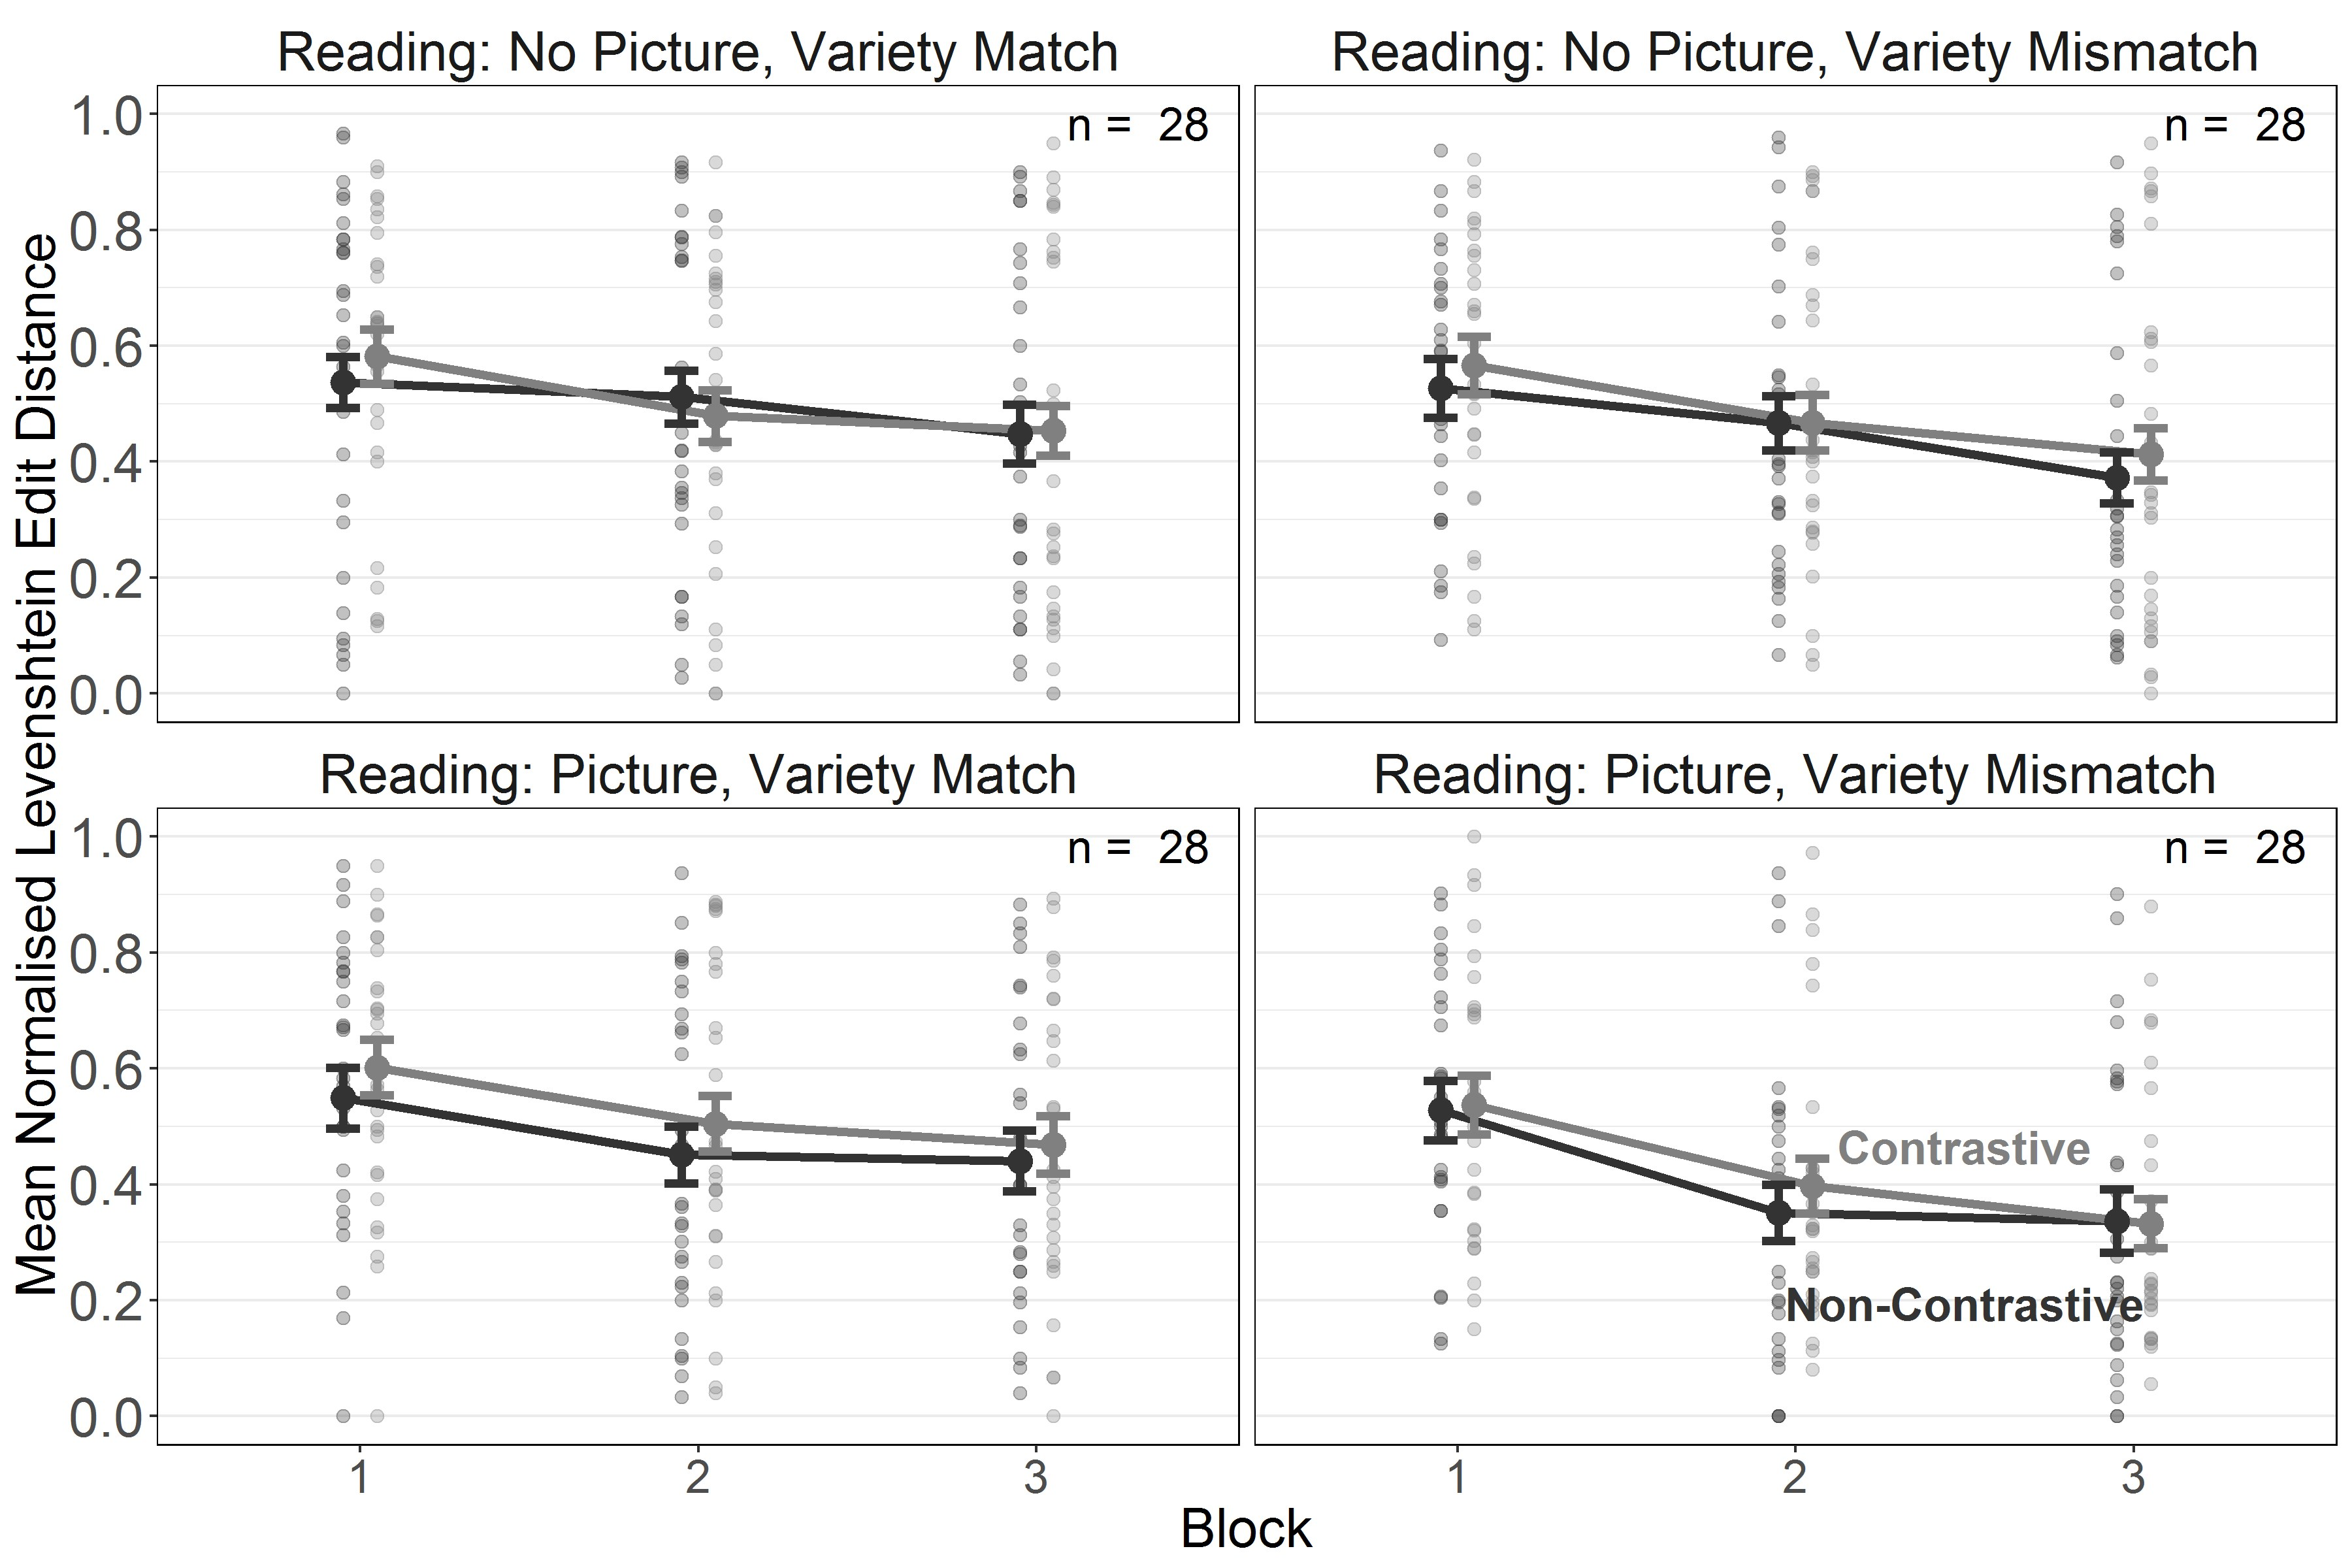 Reading: No Picture, Variety Match
Reading: No Picture, Variety Mismatch
Mean Normalised Levenshtein Edit Distance
1.0
0.8
0.6
0.4
0.2
0.0
n = 28
n = 28
Reading: Picture, Variety Match
Reading: Picture, Variety Mismatch
1.0
0.8
0.6
0.4
0.2
0.0
n = 28
n = 28
Contrastive
Non-Contrastive
1
2
3
1
2
3
Block